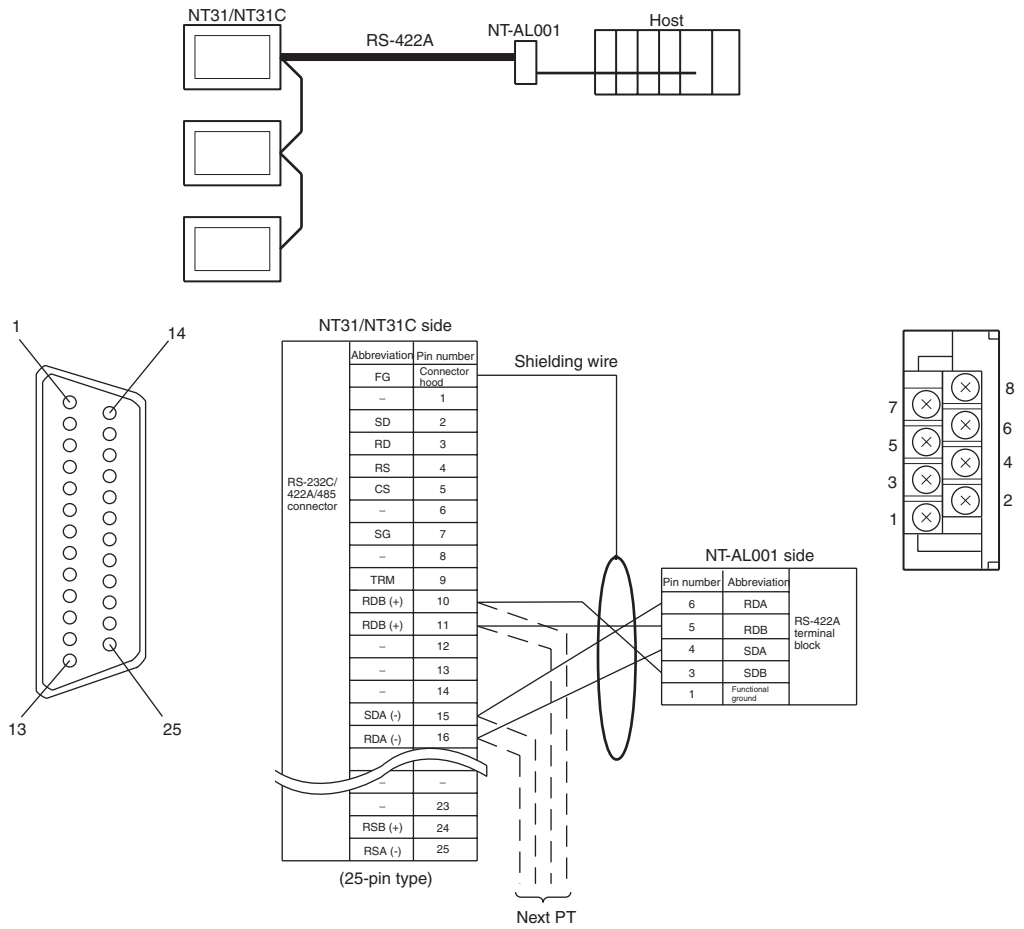 NT31/NT31C
RS-422A
NT-AL001
Host
1
14
13
25
NT31/NT31C side
RS-232C/
422A/485
connector
Abbreviation Pin number
FG Connector hood
– 1
SD 2
RD 3
RS 4
CS 5
– 6
SG 7
– 8
TRM 9
RDB (+) 10
RDB (+) 11
– 12
– 13
– 14
SDA (-) 15
RDA (-) 16
– –
– 23
RSB (+) 24
RSA (-) 25
(25-pin type)
Shielding wire
Next PT
NT-AL001 side
Pin number Abbreviation
6 RDA
5 RDB
4 SDA
3 SDB
1 Functional ground
RS-422A
terminal
block
7
5
3
1
8
6
4
2